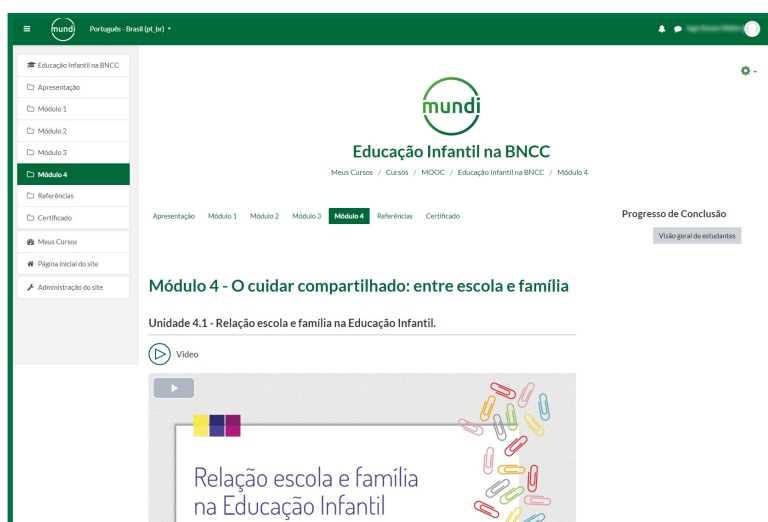 mundi
Português - Brasil (pt_br)
Educação Infantil na BNCC
Apresentação
Módulo 1
Módulo 2
Módulo 3
Módulo 4
Referências
Certificado
Meus Cursos
Página inicial do site
Administração do site
mundi
Educação Infantil na BNCC
Meus Cursos / Cursos / MOOC / Educação Infantil na BNCC / Módulo 4
Apresentação Módulo 1 Módulo 2 Módulo 3 Módulo 4 Referências Certificado
Progresso de Conclusão
Visão geral de estudantes
Módulo 4 - O cuidar compartilhado: entre escola e família
Unidade 4.1 - Relação escola e família na Educação Infantil.
Vídeo
Relação escola e família
na Educação Infantil